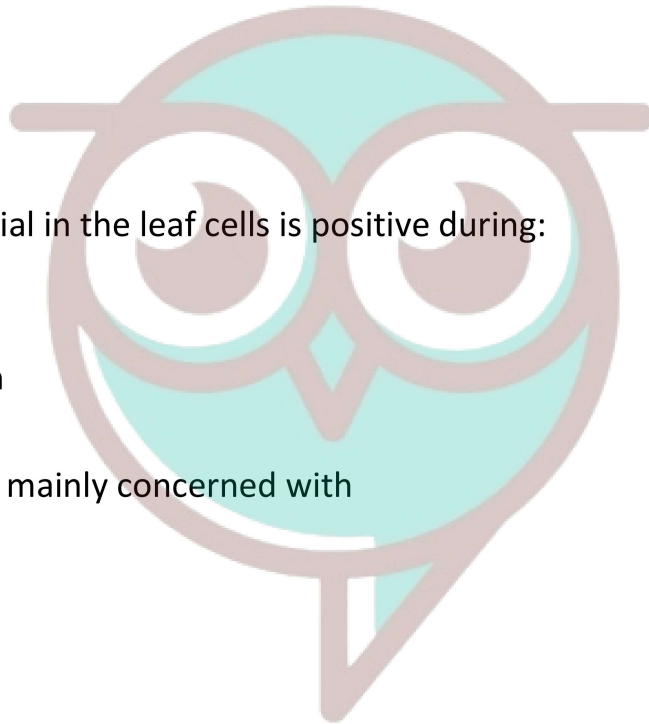 ial in the leaf cells is positive during:
n
mainly concerned with